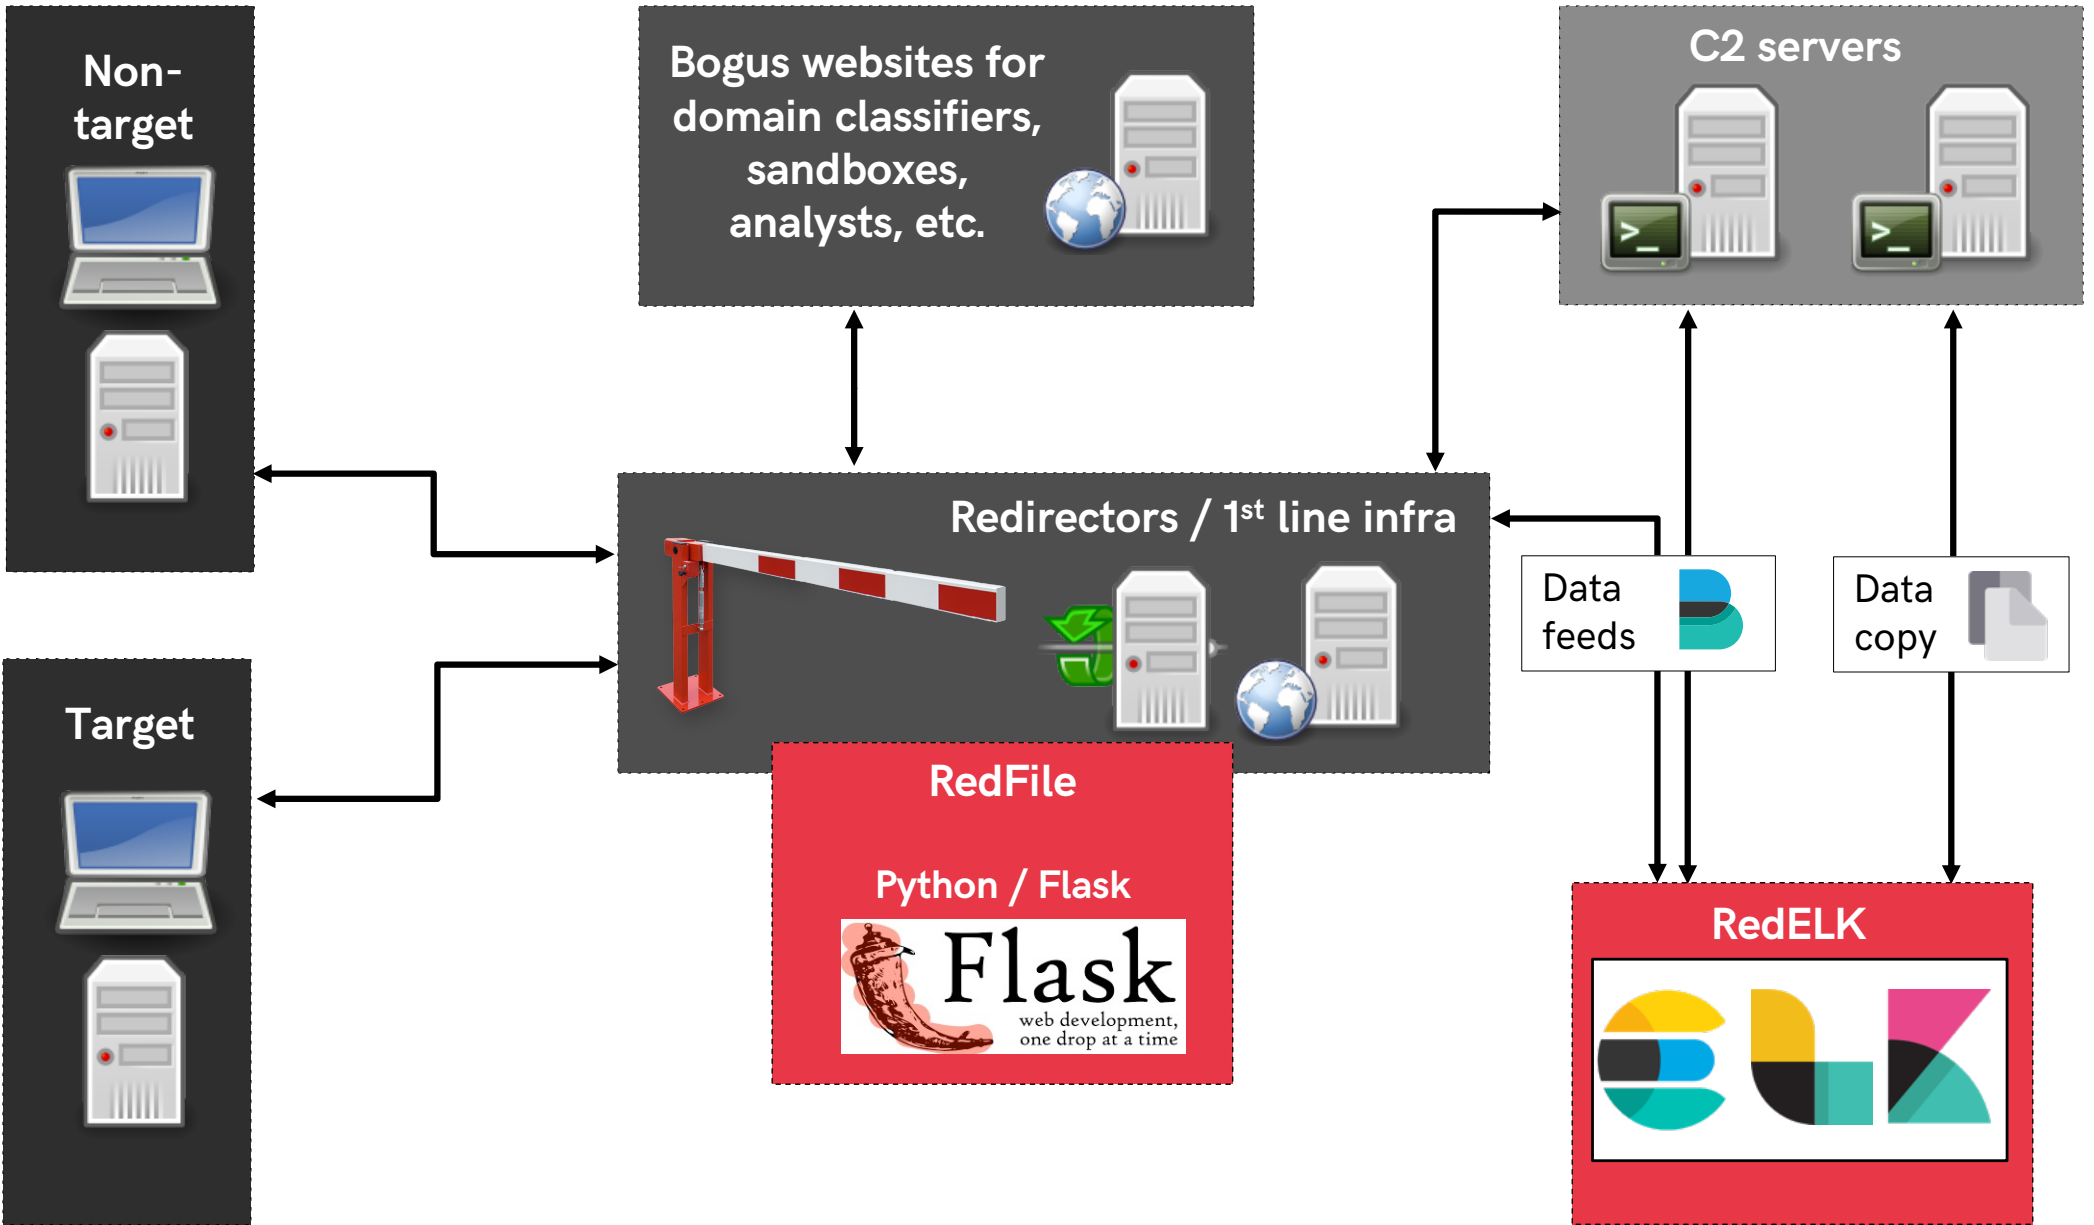 Non-
target
Bogus websites for
domain classifiers,
sandboxes,
analysts, etc.
C2 servers
>_
>_
Redirectors / 1st line infra
Data
feeds
Data
copy
Target
RedFile
Python / Flask
Flask
web development,
one drop at a time
RedELK